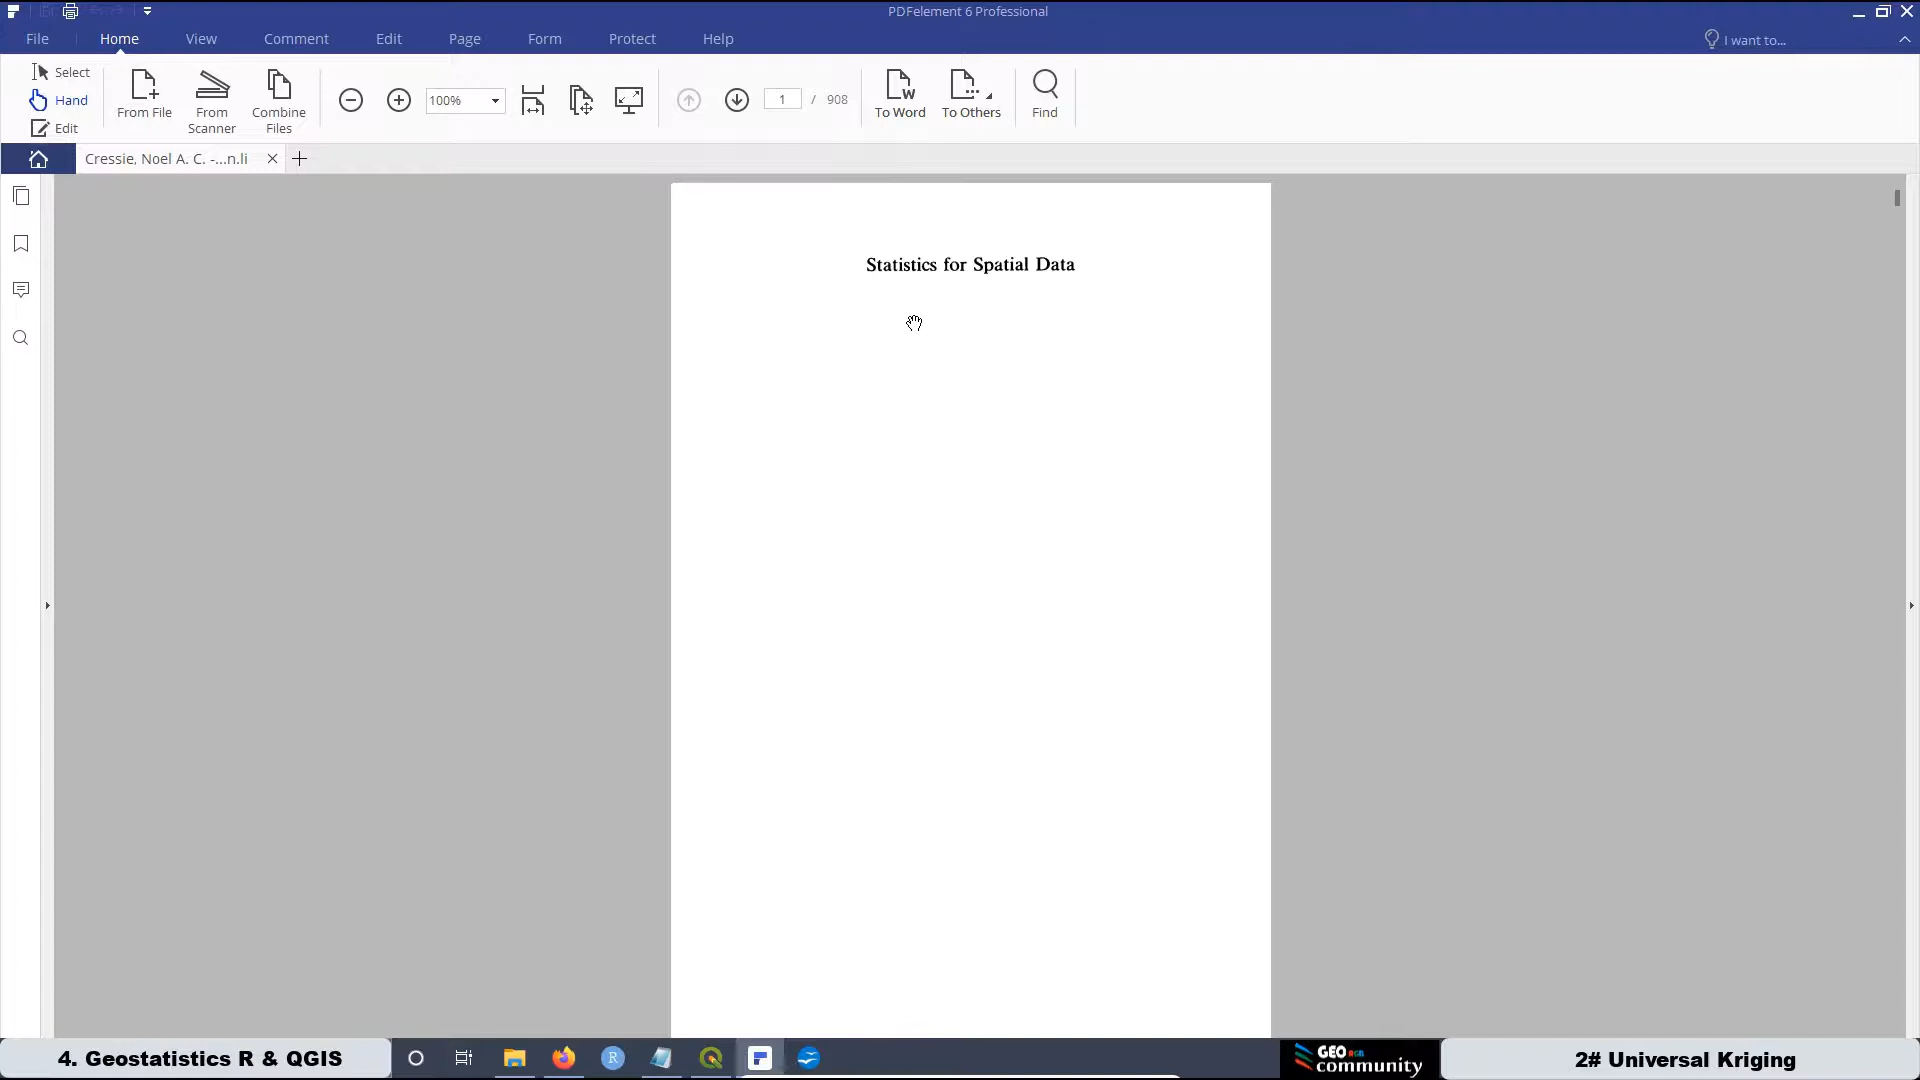 PDFelement 6 Professional
File Home View Comment Edit Page Form Protect Help I want to...
Select
Hand
Edit
From File
From Scanner
Combine Files
100%
1 / 908
To Word
To Others
Find
Cressie, Noel A. C. -...n.li
Statistics for Spatial Data
4. Geostatistics R & QGIS
R
GEO RGB
community
2# Universal Kriging